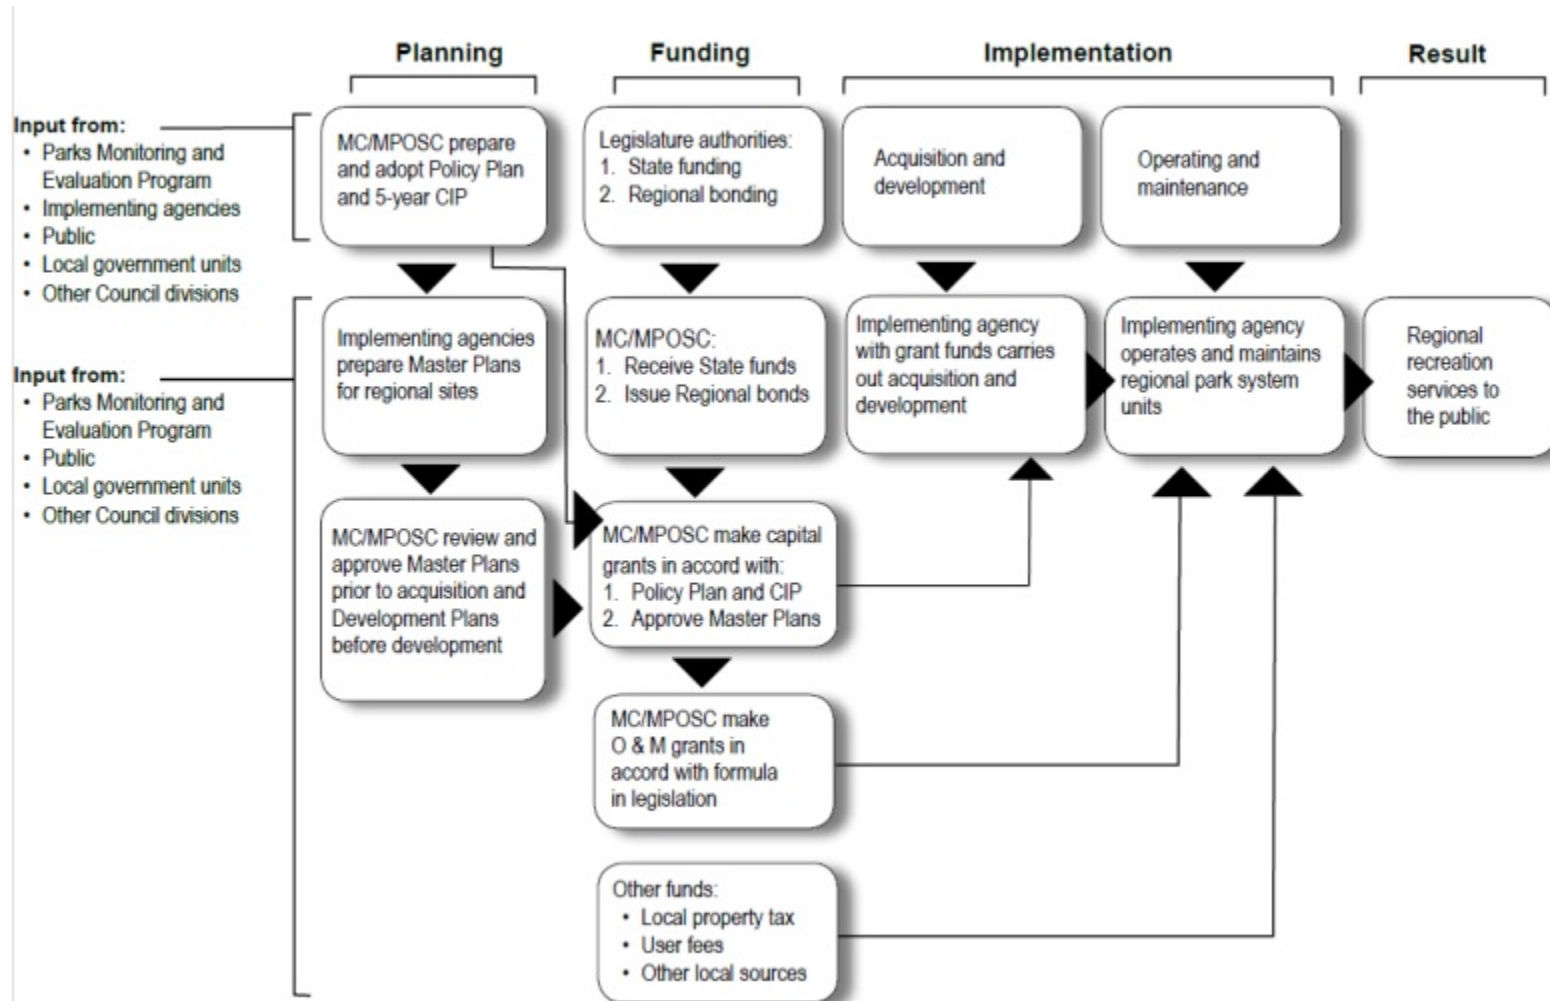 Planning
Funding
Implementation
Result
Input from:
• Parks Monitoring and
Evaluation Program
• Implementing agencies
• Public
• Local government units
• Other Council divisions
Input from:
• Parks Monitoring and
Evaluation Program
• Public
• Local government units
• Other Council divisions
MC/MPOSC prepare
and adopt Policy Plan
and 5-year CIP
Implementing agencies
prepare Master Plans
for regional sites
MC/MPOSC review and
approve Master Plans
prior to acquisition and
Development Plans
before development
Legislature authorities:
1. State funding
2. Regional bonding
MC/MPOSC:
1. Receive State funds
2. Issue Regional bonds
MC/MPOSC make capital
grants in accord with:
1. Policy Plan and CIP
2. Approve Master Plans
MC/MPOSC make
O & M grants in
accord with formula
in legislation
Other funds:
• Local property tax
• User fees
• Other local sources
Acquisition and
development
Implementing agency
with grant funds carries
out acquisition and
development
Operating and
maintenance
Implementing agency
operates and maintains
regional park system
units
Regional
recreation
services to
the public